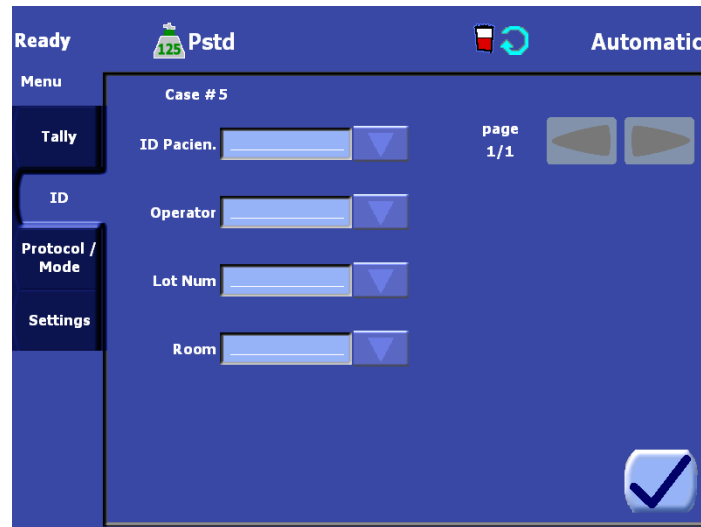 Ready
125
Pstd
Automatic
Menu
Case # 5
Tally
ID Pacien.
page
1/1
ID
Operator
Protocol /
Mode
Lot Num
Settings
Room